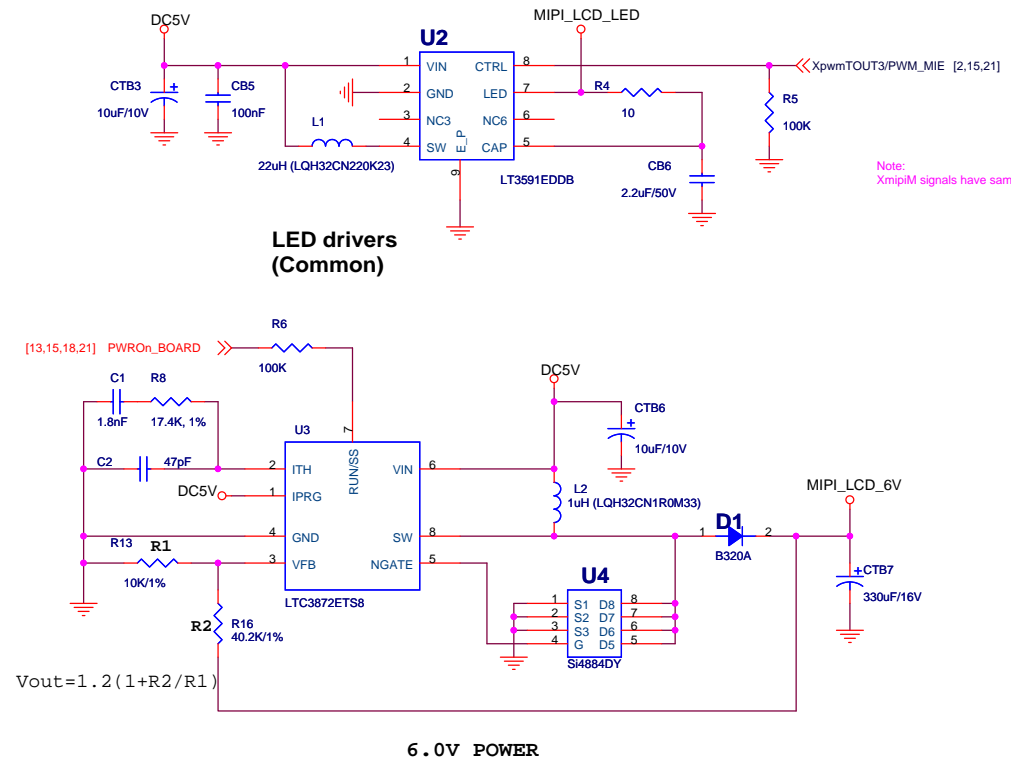 DC5V
MIPI_LCD_LED
U2
1 VIN CTRL 8
2 GND LED 7
3 NC3 NC6 6
4 SW CAP 5
E_P
9
LT3591EDDB
XpwmTOUT3/PWM_MIE [2,15,21]
CTB3
10uF/10V
CB5
100nF
L1
22uH (LQH32CN220K23)
R4
10
R5
100K
CB6
2.2uF/50V
Note:
XmipiM signals have sam
LED drivers
(Common)
R6
100K
[13,15,18,21] PWROn_BOARD
C1
1.8nF
R8
17.4K, 1%
C2
47pF
DC5V
U3
7
RUN/SS
2 ITH VIN 6
1 IPRG
4 GND SW 8
3 VFB NGATE 5
LTC3872ETS8
R13
R1
10K/1%
R2
R16
40.2K/1%
DC5V
CTB6
10uF/10V
L2
1uH (LQH32CN1R0M33)
MIPI_LCD_6V
D1
1 2
B320A
CTB7
330uF/16V
U4
1 S1 D8 8
2 S2 D7 7
3 S3 D6 6
4 G D5 5
Si4884DY
Vout=1.2(1+R2/R1)
6.0V POWER